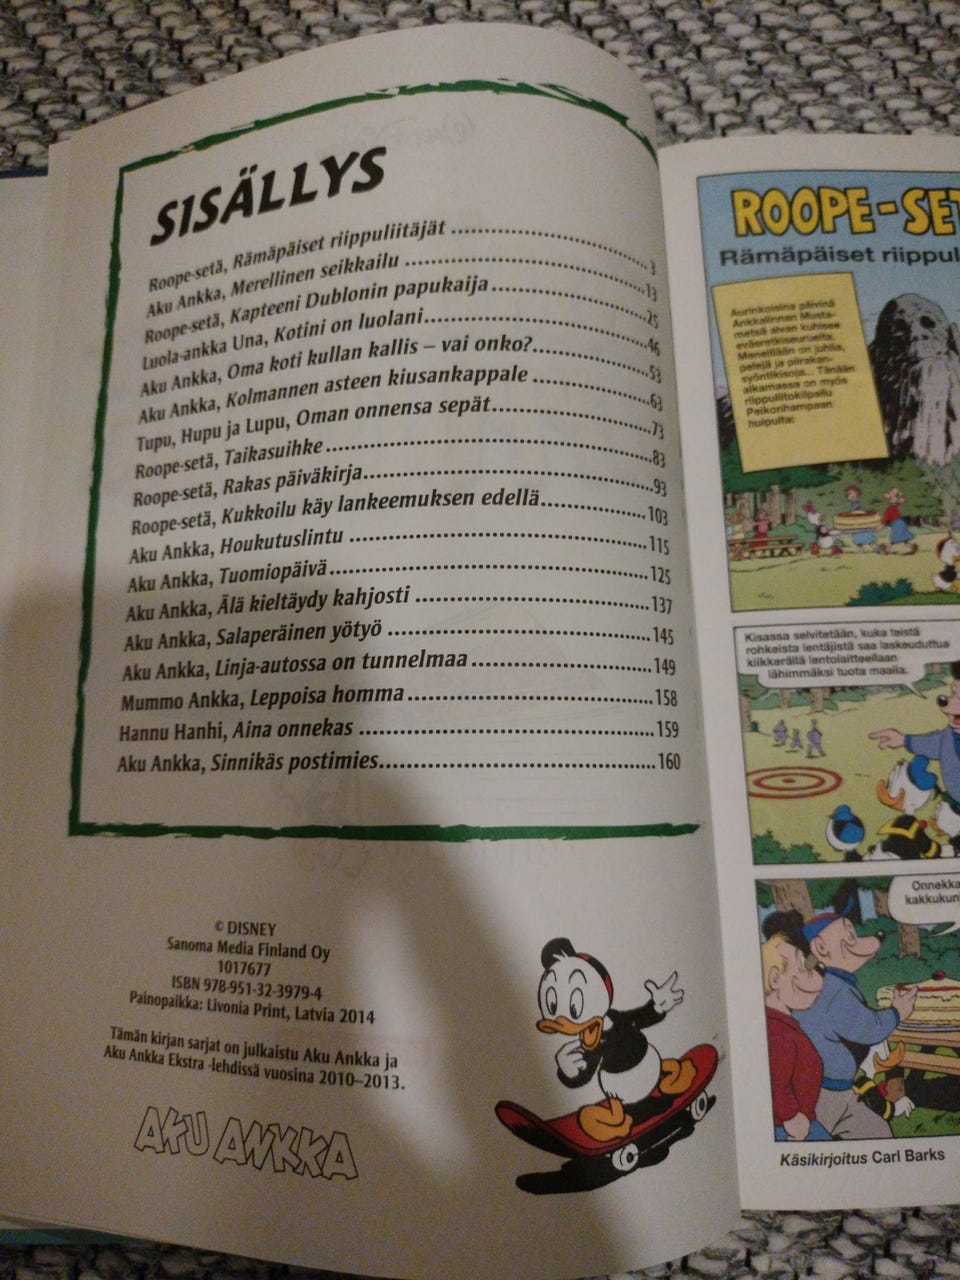 SISÄLLYS
Roope-setä, Rämäpäiset riippuliitäjät 3
Aku Ankka, Merellinen seikkailu 13
Roope-setä, Kapteeni Dublonin papukaija 25
Luola-ankka Una, Kotini on luolani 46
Aku Ankka, Oma koti kullan kallis – vai onko? 53
Aku Ankka, Kolmannen asteen kiusankappale 63
Tupu, Hupu ja Lupu, Oman onnensa sepät 73
Roope-setä, Taikasuihke 83
Roope-setä, Rakas päiväkirja 93
Roope-setä, Kukkoilu käy lankeemuksen edellä 103
Aku Ankka, Houkutuslintu 115
Aku Ankka, Tuomiopäivä 125
Aku Ankka, Älä kieltäydy kahjosti 137
Aku Ankka, Salaperäinen yötyö 145
Aku Ankka, Linja-autossa on tunnelmaa 149
Mummo Ankka, Leppoisa homma 158
Hannu Hanhi, Aina onnekas 159
Aku Ankka, Sinnikäs postimies 160
© DISNEY
Sanoma Media Finland Oy
1017677
ISBN 978-951-32-3979-4
Painopaikka: Livonia Print, Latvia 2014
Tämän kirjan sarjat on julkaistu Aku Ankka ja
Aku Ankka Ekstra -lehdissä vuosina 2010–2013.
AKU ANKKA
ROOPE-SET
Rämäpäiset riippul
Aurinkoisina päivinä
Ankkalinnan Musta-
metsä aivan kuhisee
eväsretkiseurueita.
Meneillään on juhlia,
pelejä ja piirakan-
syöntikisoja... Tänään
alkamassa on myös
riippuliitokilpailu
Peikonhampaan
huipulta:
Kisassa selvitetään, kuka teistä
rohkeista lentäjistä saa laskeuduttua
kiikkerällä lentolaitteellaan
lähimmäksi tuota maalia.
Onnekka
kakkukun
Käsikirjoitus Carl Barks